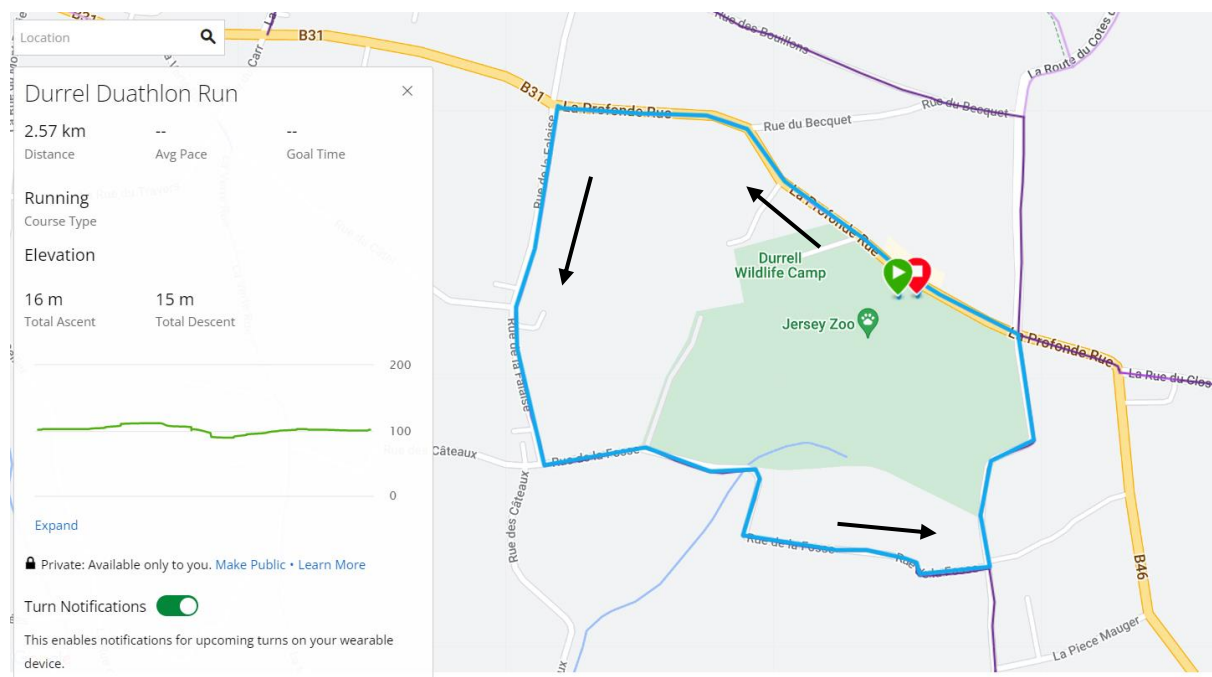 Location
B31
Durrel Duathlon Run
×
2.57 km
--
--
Distance
Avg Pace
Goal Time
Running
Course Type
Elevation
16 m
15 m
Total Ascent
Total Descent
200
100
0
Expand
Private: Available only to you. Make Public • Learn More
Turn Notifications
This enables notifications for upcoming turns on your wearable
device.
Rue des Bouillons
La Route du Cotes
B31
La Profonde Rue
Rue du Becquet
Rue du Becquet
Rue de la Falaise
La Profonde Rue
Durrell
Wildlife Camp
Jersey Zoo
La Profonde Rue
La Rue du Clos
Rue de la Falaise
Câteaux
Rue de la Fosse
Rue des Câteaux
Rue de la Fosse
B46
La Piece Mauger